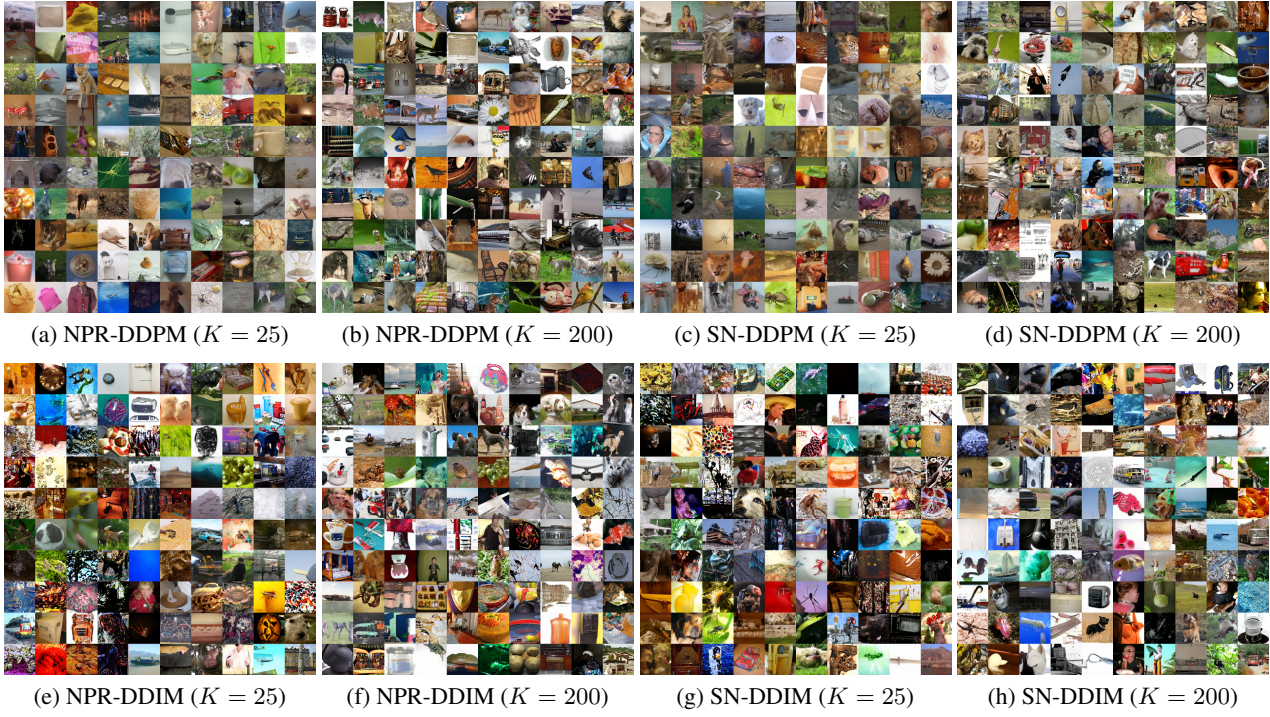 (a) NPR-DDPM (K = 25)
(b) NPR-DDPM (K = 200)
(c) SN-DDPM (K = 25)
(d) SN-DDPM (K = 200)
(e) NPR-DDIM (K = 25)
(f) NPR-DDIM (K = 200)
(g) SN-DDIM (K = 25)
(h) SN-DDIM (K = 200)